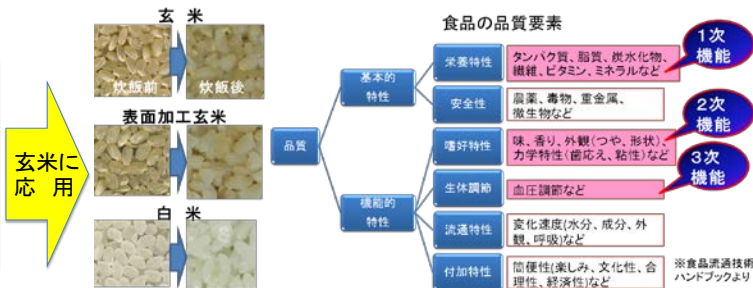 玄米に
応 用
玄 米
炊飯前
炊飯後
表面加工玄米
白 米
食品の品質要素
品質
基本的
特性
機能的
特性
栄養特性
タンパク質、脂質、炭水化物、
繊維、ビタミン、ミネラルなど
1次
機能
安全性
農薬、毒物、重金属、
微生物など
嗜好特性
味、香り、外観(つや、形状)、
力学特性(歯応え、粘性)など
2次
機能
生体調節
血圧調節など
3次
機能
流通特性
変化速度(水分、成分、外
観、呼吸)など
付加特性
簡便性(楽しみ、文化性、合
理性、経済性)など
※食品流通技術
ハンドブックより